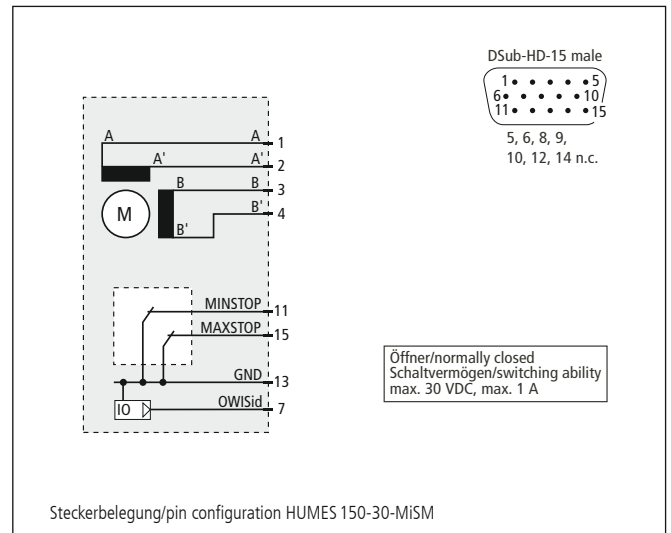 DSub-HD-15 male
1 5
6 10
11 15
5, 6, 8, 9,
10, 12, 14 n.c.
A A 1
A' A' 2
B B 3
B' 4
M
B'
MINSTOP 11
MAXSTOP 15
GND 13
IO OWISid 7
Öffner/normally closed
Schaltvermögen/switching ability
max. 30 VDC, max. 1 A
Steckerbelegung/pin configuration HUMES 150-30-MiSM